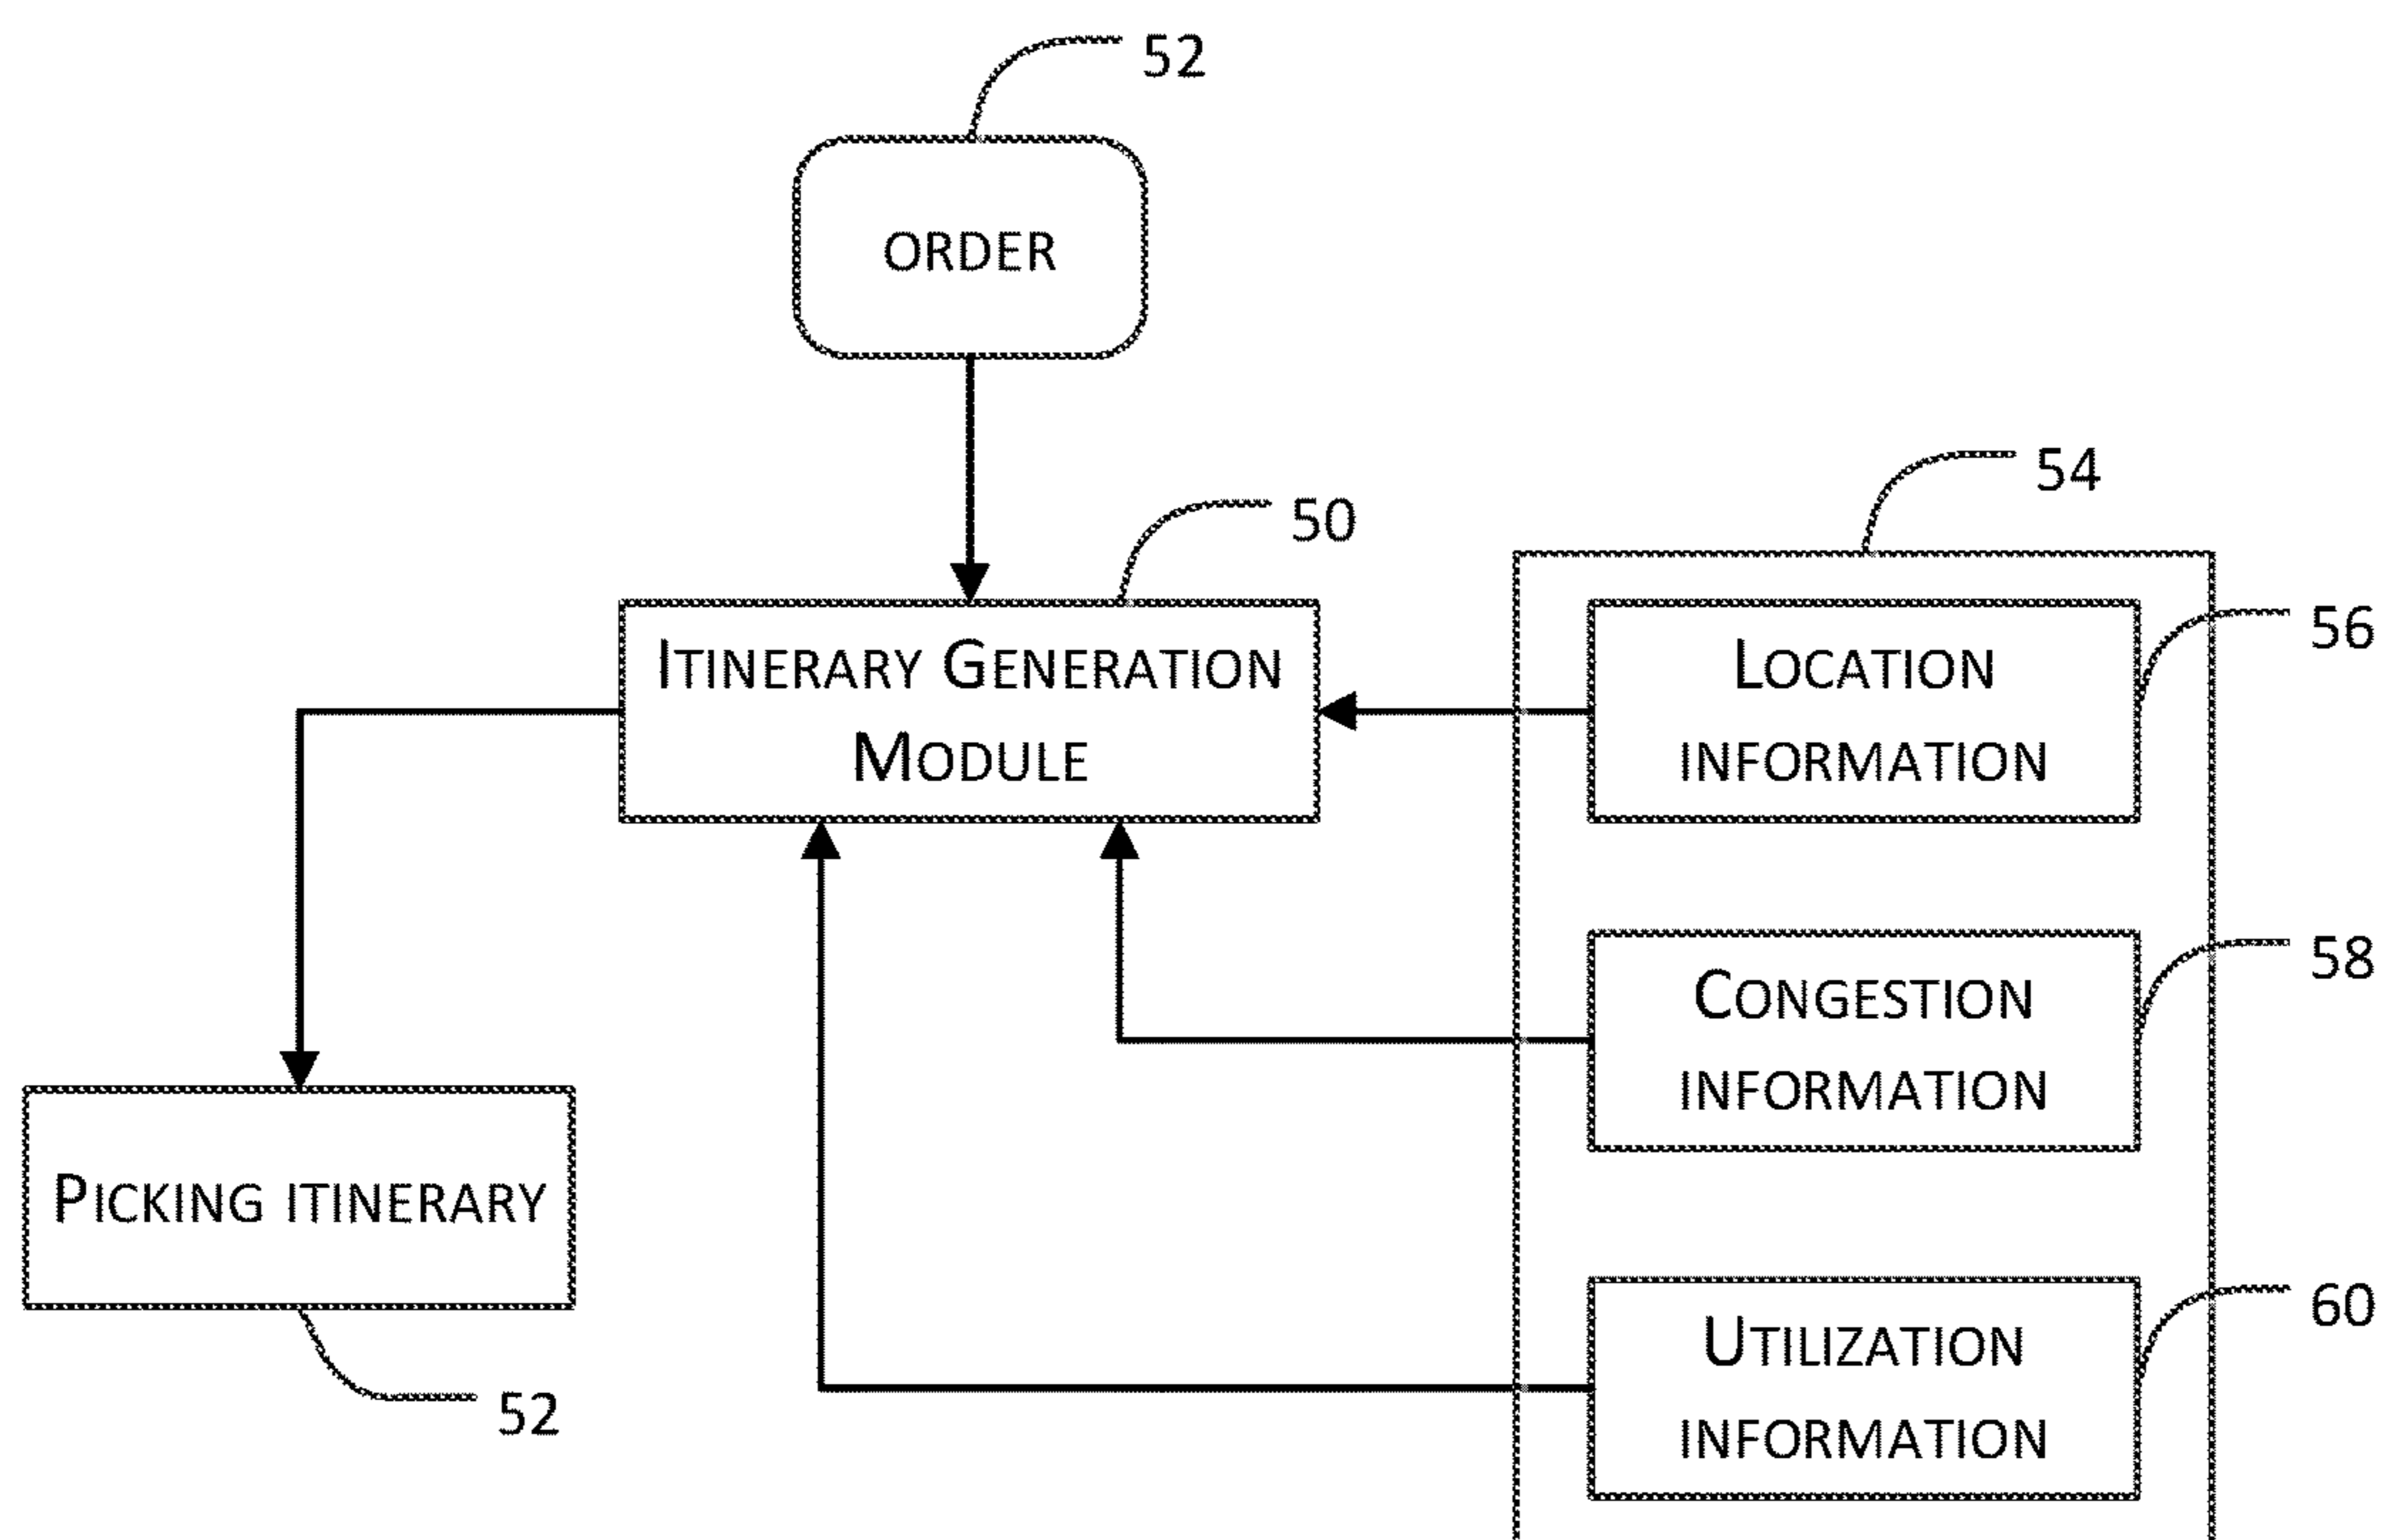 52
ORDER
54
50
ITINERARY GENERATION
MODULE
LOCATION
INFORMATION
56
CONGESTION
INFORMATION
58
PICKING ITINERARY
52
UTILIZATION
INFORMATION
60